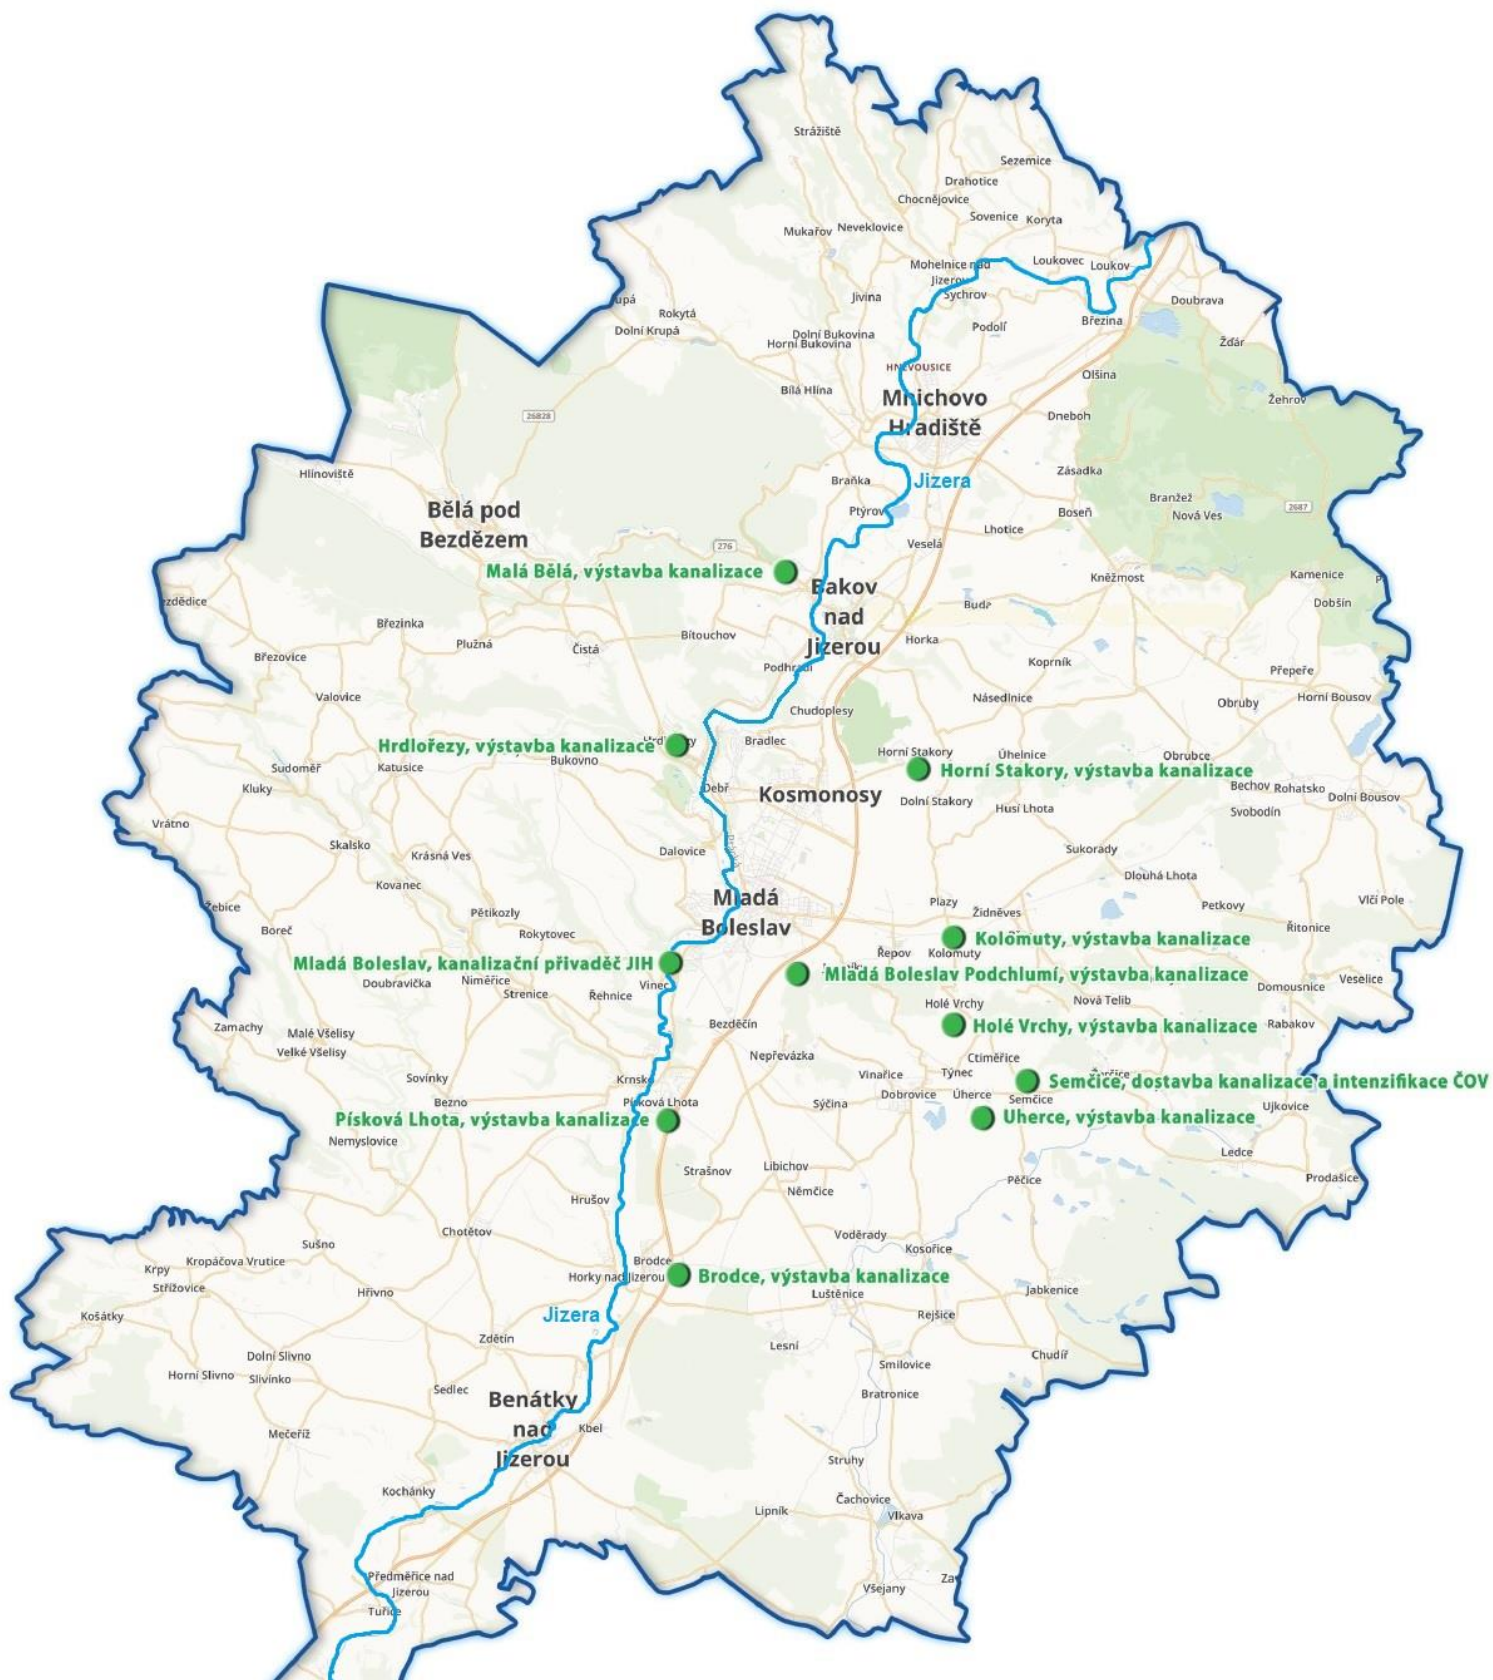 Strážiště
Sezemice
Drahotice
Chocnějovice
Sovenice
Koryta
Mukařov
Neveklovice
Mohelnice nad
Jizerou
Loukovec
Loukov
Sychrov
Jivina
Doubrava
Rokytá
Dolní Krupá
Dolní Bukovina
Horní Bukovina
Podolí
Březina
Žďár
HNĚVOUSICE
Olšina
Bílá Hlína
Mnichovo
Hradiště
Žehrov
26828
Dneboh
Hlínoviště
Zásadka
Braňka
Jizera
Bělá pod
Bezdězem
Ptýrov
Boseň
Branžež
Nová Ves
2687
Lhotice
276
Veselá
Malá Bělá, výstavba kanalizace
Bakov
nad
Jizerou
Kněžmost
Kamenice
Dobšín
Buda
Březinka
Plužná
Čistá
Bítouchov
Horka
Březovice
Podhradí
Koprník
Přepeře
Valovice
Násedlnice
Obruby
Horní Bousov
Chudoplesy
Hrdlořezy, výstavba kanalizace
Bradlec
Horní Stakory
Úhelnice
Obrubce
Sudoměř
Katusice
Bukovno
Horní Stakory, výstavba kanalizace
Kluky
Debř
Kosmonosy
Dolní Stakory
Husí Lhota
Bechov
Rohatsko
Dolní Bousov
Svobodín
Vrátno
Skalsko
Krásná Ves
Dalovice
Sukorady
Dlouhá Lhota
Kovanec
Mladá
Boleslav
Plazy
Židněves
Petkovy
Vlčí Pole
Žebice
Pětikozly
Boreč
Rokytovec
Řitonice
Kolomuty, výstavba kanalizace
Řepov
Kolomuty
Mladá Boleslav, kanalizační přivaděč JIH
Mladá Boleslav Podchlumí, výstavba kanalizace
Doubravička
Niměřice
Strenice
Řehnice
Vinec
Domousnice
Veselice
Holé Vrchy
Nová Telib
Zamachy
Malé Všelisy
Velké Všelisy
Bezděčín
Holé Vrchy, výstavba kanalizace
Rabakov
Nepřevázka
Ctiměřice
Sovínky
Krnsko
Vinařice
Týnec
Semčice, dostavba kanalizace a intenzifikace ČOV
Bezno
Písková Lhota
Sýčina
Dobrovice
Úherce
Semčice
Ujkovice
Písková Lhota, výstavba kanalizace
Uherce, výstavba kanalizace
Nemyslovice
Ledce
Strašnov
Libichov
Pěčice
Prodašice
Němčice
Hrušov
Chotětov
Voděrady
Kosořice
Sušno
Kropáčova Vrutice
Krpy
Střížovice
Brodce
Horky nad Jizerou
Brodce, výstavba kanalizace
Hřivno
Luštěnice
Jabkenice
Košátky
Jizera
Rejšice
Zdětín
Lesní
Chudíř
Dolní Slivno
Horní Slivno
Slivínko
Smilovice
Sedlec
Benátky
nad
Jizerou
Bratronice
Mečeříž
Kbel
Struhy
Kochánky
Čachovice
Lipník
Vlkava
Předměřice nad
Jizerou
Všejany
Tuřice